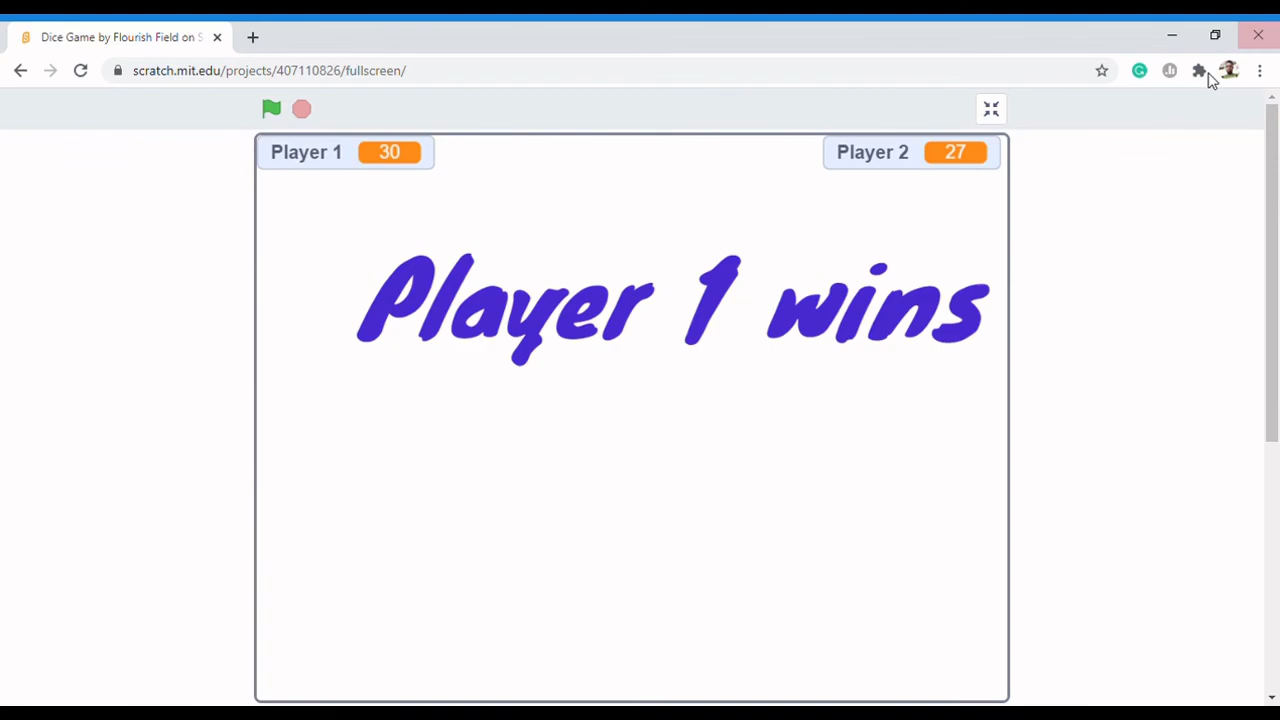 Dice Game by Flourish Field on S
scratch.mit.edu/projects/407110826/fullscreen/
Player 1 30
Player 2 27
Player 1 wins